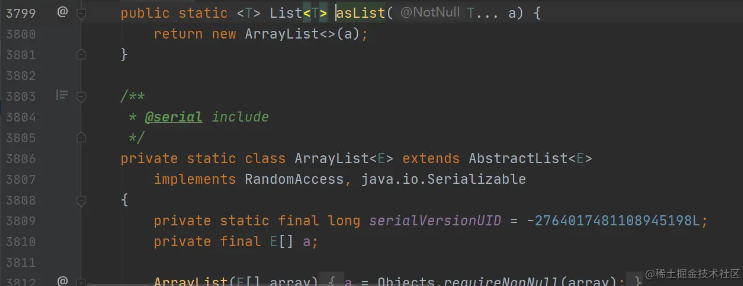 3799 @ public static <T> List<T> asList( @NotNull T... a) {
3800 return new ArrayList<>(a);
3801 }
3802
3803 /**
3804 * @serial include
3805 */
3806 private static class ArrayList<E> extends AbstractList<E>
3807 implements RandomAccess, java.io.Serializable
3808 {
3809 private static final long serialVersionUID = -2764017481108945198L;
3810 private final E[] a;
3811
3812 @ ArrayList(E[] array) { a = Objects.requireNonNull(array); }
@稀土掘金技术社区